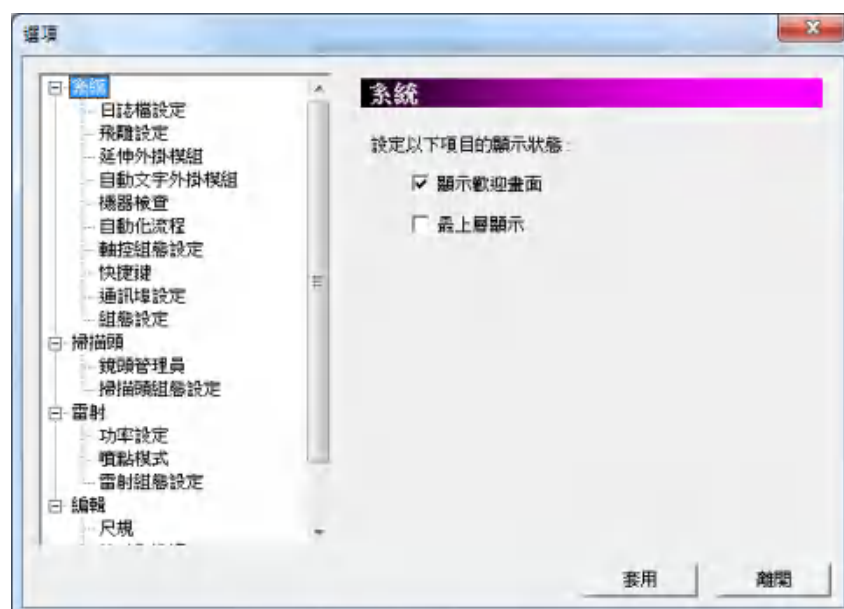 選項
系統
日誌檔設定
飛雕設定
延伸外掛模組
自動文字外掛模組
機器檢查
自動化流程
軸控組態設定
快捷鍵
通訊埠設定
組態設定
掃描頭
鏡頭管理員
掃描頭組態設定
雷射
功率設定
噴點模式
雷射組態設定
編輯
尺規
系統
設定以下項目的顯示狀態：
顯示歡迎畫面
最上層顯示
套用
離開